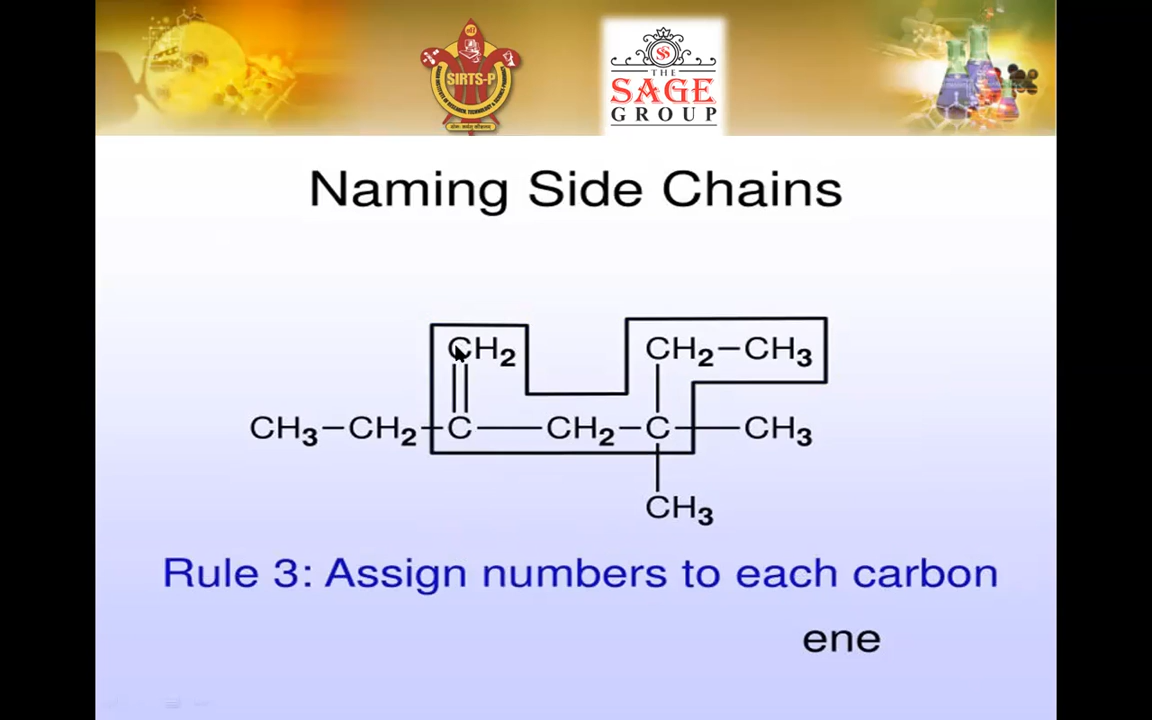 SIRTS-P
THE
SAGE
GROUP
Naming Side Chains
CH2 CH2–CH3
CH3–CH2–C–CH2–C–CH3
CH3
Rule 3: Assign numbers to each carbon
ene